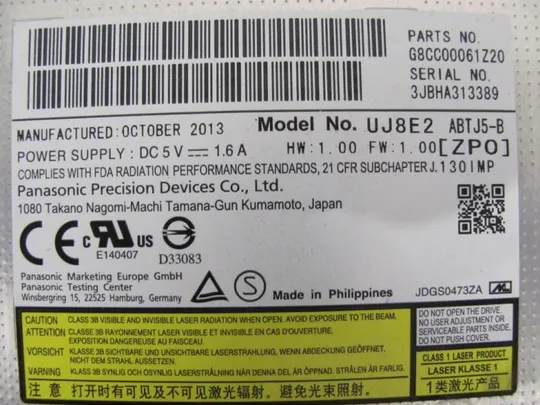 PARTS NO.
G8CC00061Z20
SERIAL NO.
3JBHA313389
MANUFACTURED:OCTOBER 2013
Model No. UJ8E2 ABTJ5-B
POWER SUPPLY : DC 5 V ⎓ 1.6 A
HW:1.00 FW:1.00[ZP0]
COMPLIES WITH FDA RADIATION PERFORMANCE STANDARDS, 21 CFR SUBCHAPTER J. 130IMP
Panasonic Precision Devices Co., Ltd.
1080 Takano Nagomi-Machi Tamana-Gun Kumamoto, Japan
CE c RU US
E140407
D33083
Panasonic Marketing Europe GmbH
Panasonic Testing Center
Winsbergring 15, 22525 Hamburg, Germany
S
Made in Philippines
JDGS0473ZA
CAUTION CLASS 3B VISIBLE AND INVISIBLE LASER RADIATION WHEN OPEN. AVOID EXPOSURE TO THE BEAM.
ATTENTION CLASS 3B RAYONNEMENT LASER VISIBLE ET INVISIBLE EN CAS D'OUVERTURE,
EXPOSITION DANGEREUSE AU FAISCEAU.
VORSICHT KLASSE 3B SICHTBARE UND UNSICHTBARE LASERSTRAHLUNG, WENN ABDECKUNG GEÖFFNET,
NICHT DEM STRAHL AUSSETZEN.
VARNING KLASS 3B SYNLIG OCH OSYNLIG LASERSTRÅLNING NÄR DENNA DEL ÄR ÖPPNAD. STRÅLEN ÄR FARLIG.
注 意 打开时有可见及不可见激光辐射。避免光束照射。
DO NOT OPEN THE DRIVE.
NO USER ADJUSTMENT OR
SERVICEABLE PARTS INSIDE.
DO NOT PUSH COVER.
CLASS 1 LASER PRODUCT
LASER KLASSE 1
1类激光产品